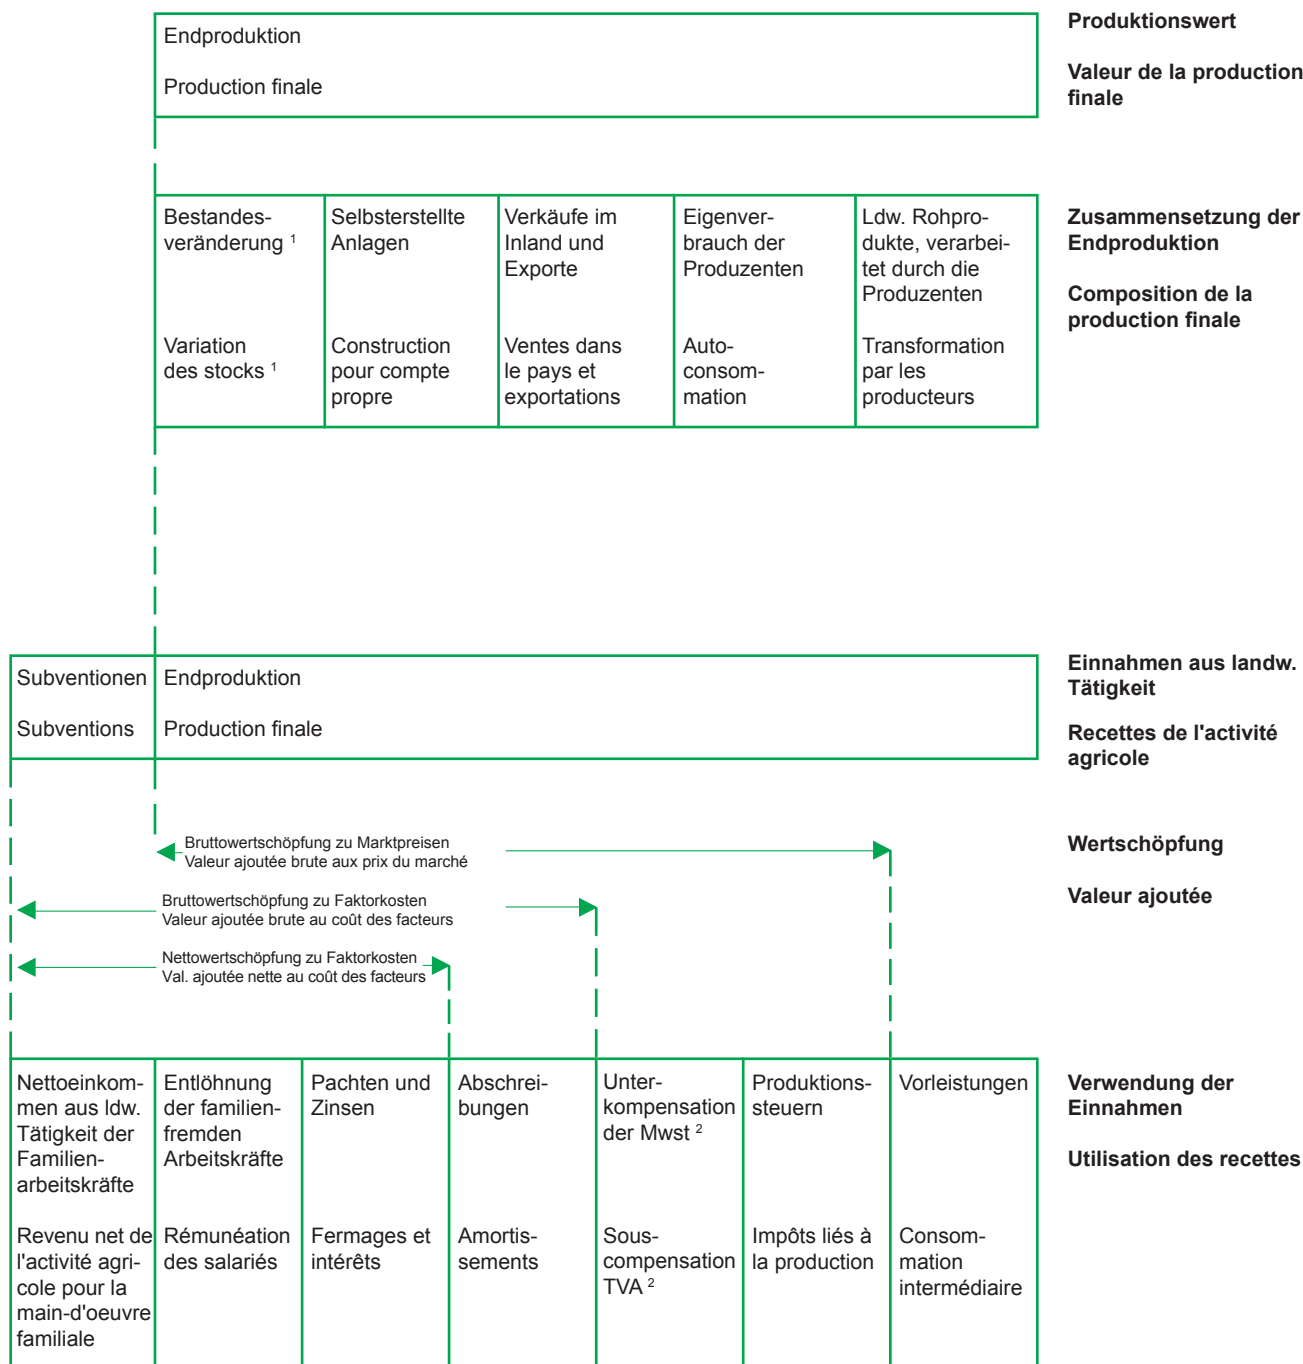 Endproduktion
Production finale
Produktionswert
Valeur de la production
finale
Bestandes-
veränderung ¹
Variation
des stocks ¹
Selbsterstellte
Anlagen
Construction
pour compte
propre
Verkäufe im
Inland und
Exporte
Ventes dans
le pays et
exportations
Eigenver-
brauch der
Produzenten
Auto-
consom-
mation
Ldw. Rohpro-
dukte, verarbei-
tet durch die
Produzenten
Transformation
par les
producteurs
Zusammensetzung der
Endproduktion
Composition de la
production finale
Subventionen
Subventions
Endproduktion
Production finale
Einnahmen aus landw.
Tätigkeit
Recettes de l'activité
agricole
Bruttowertschöpfung zu Marktpreisen
Valeur ajoutée brute aux prix du marché
Bruttowertschöpfung zu Faktorkosten
Valeur ajoutée brute au coût des facteurs
Nettowertschöpfung zu Faktorkosten
Val. ajoutée nette au coût des facteurs
Wertschöpfung
Valeur ajoutée
Nettoeinkom-
men aus ldw.
Tätigkeit der
Familien-
arbeitskräfte
Revenu net de
l'activité agri-
cole pour la
main-d'oeuvre
familiale
Entlöhnung
der familien-
fremden
Arbeitskräfte
Rémunéation
des salariés
Pachten und
Zinsen
Fermages et
intérêts
Abschrei-
bungen
Amortis-
sements
Unter-
kompensation
der Mwst ²
Sous-
compensation
TVA ²
Produktions-
steuern
Impôts liés à
la production
Vorleistungen
Consom-
mation
intermédiaire
Verwendung der
Einnahmen
Utilisation des recettes